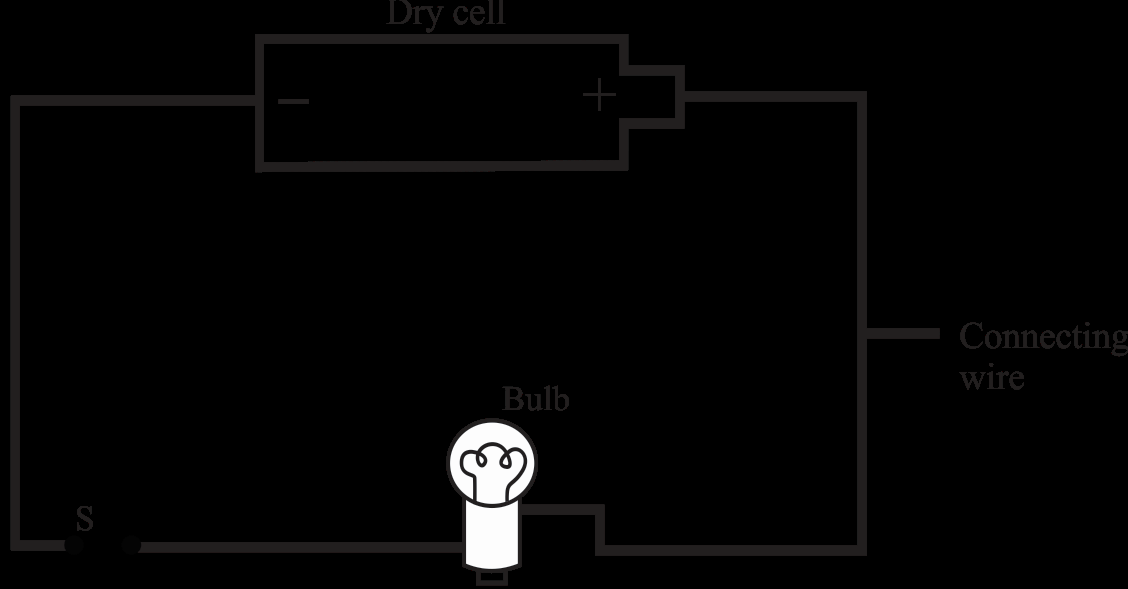 Dry cell
− +
Connecting
wire
Bulb
S